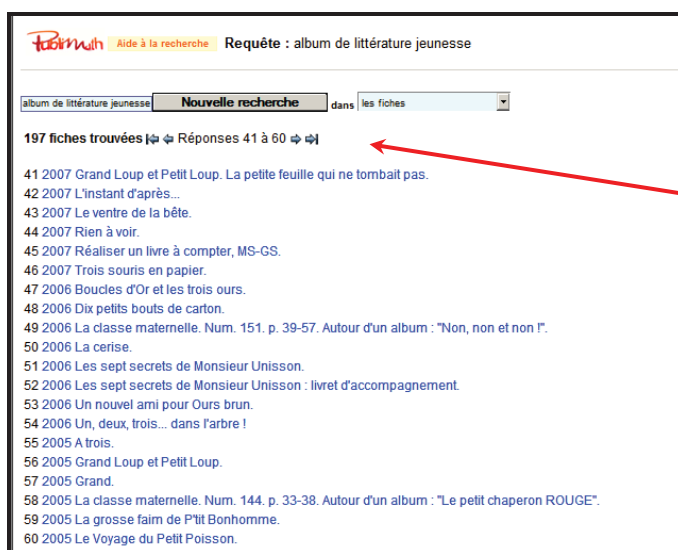 Publimath Aide à la recherche Requête : album de littérature jeunesse
album de littérature jeunesse Nouvelle recherche dans les fiches
197 fiches trouvées Réponses 41 à 60
41 2007 Grand Loup et Petit Loup. La petite feuille qui ne tombait pas.
42 2007 L'instant d'après...
43 2007 Le ventre de la bête.
44 2007 Rien à voir.
45 2007 Réaliser un livre à compter, MS-GS.
46 2007 Trois souris en papier.
47 2006 Boucles d'Or et les trois ours.
48 2006 Dix petits bouts de carton.
49 2006 La classe maternelle. Num. 151. p. 39-57. Autour d'un album : "Non, non et non !".
50 2006 La cerise.
51 2006 Les sept secrets de Monsieur Unisson.
52 2006 Les sept secrets de Monsieur Unisson : livret d'accompagnement.
53 2006 Un nouvel ami pour Ours brun.
54 2006 Un, deux, trois... dans l'arbre !
55 2005 A trois.
56 2005 Grand Loup et Petit Loup.
57 2005 Grand.
58 2005 La classe maternelle. Num. 144. p. 33-38. Autour d'un album : "Le petit chaperon ROUGE".
59 2005 La grosse faim de P'tit Bonhomme.
60 2005 Le Voyage du Petit Poisson.